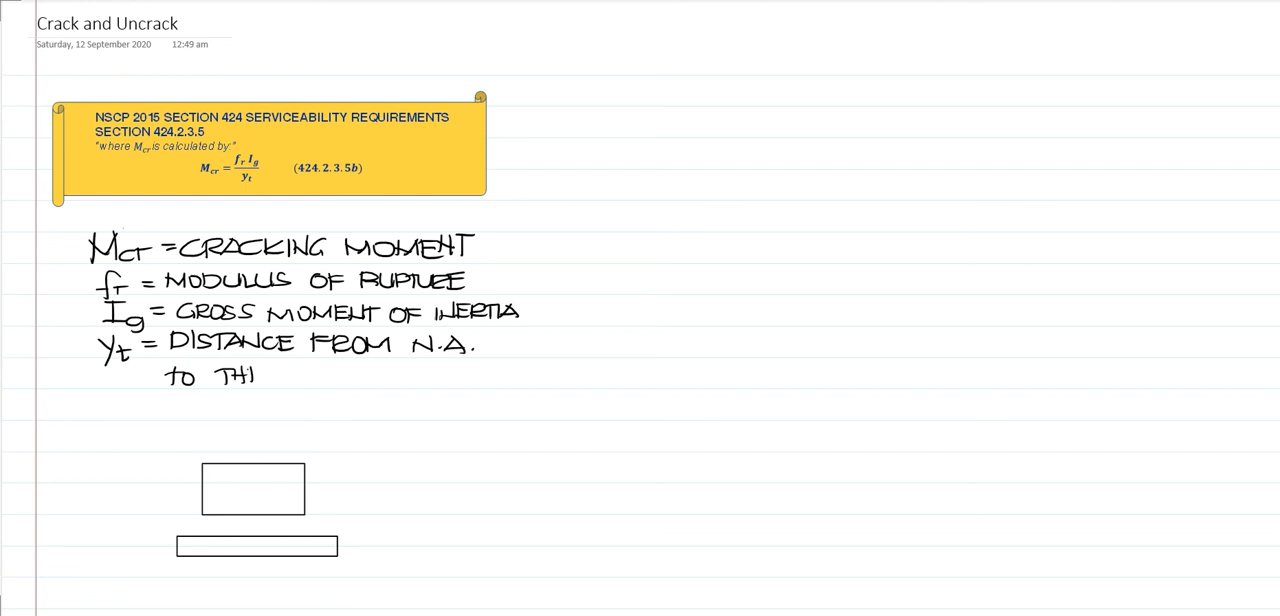 Crack and Uncrack
Saturday, 12 September 2020 12:49 am
NSCP 2015 SECTION 424 SERVICEABILITY REQUIREMENTS
SECTION 424.2.3.5
"where Mcr is calculated by:"
Mcr = fr Ig / yt (424.2.3.5b)
Mcr = CRACKING MOMENT
fr = MODULUS OF RUPTURE
Ig = GROSS MOMENT OF INERTIA
yt = DISTANCE FROM N.A.
TO TH